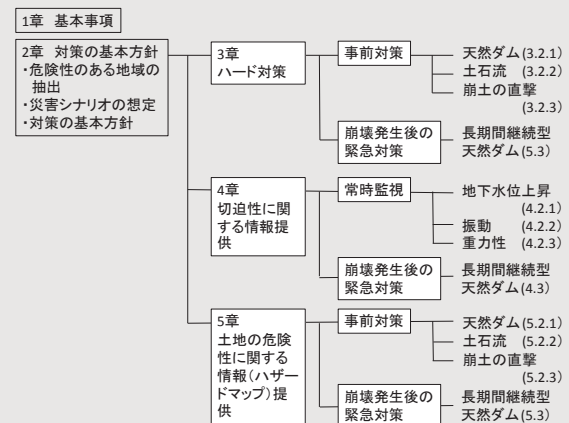 1章 基本事項
2章 対策の基本方針
・危険性のある地域の
抽出
・災害シナリオの想定
・対策の基本方針
3章
ハード対策
事前対策
天然ダム(3.2.1)
土石流 (3.2.2)
崩土の直撃
(3.2.3)
崩壊発生後の
緊急対策
長期間継続型
天然ダム(5.3)
4章
切迫性に関
する情報提
供
常時監視
地下水位上昇
(4.2.1)
振動 (4.2.2)
重力性 (4.2.3)
崩壊発生後の
緊急対策
長期間継続型
天然ダム(4.3)
5章
土地の危険
性に関する
情報(ハザー
ドマップ)提
供
事前対策
天然ダム(5.2.1)
土石流 (5.2.2)
崩土の直撃
(5.2.3)
崩壊発生後の
緊急対策
長期間継続型
天然ダム(5.3)